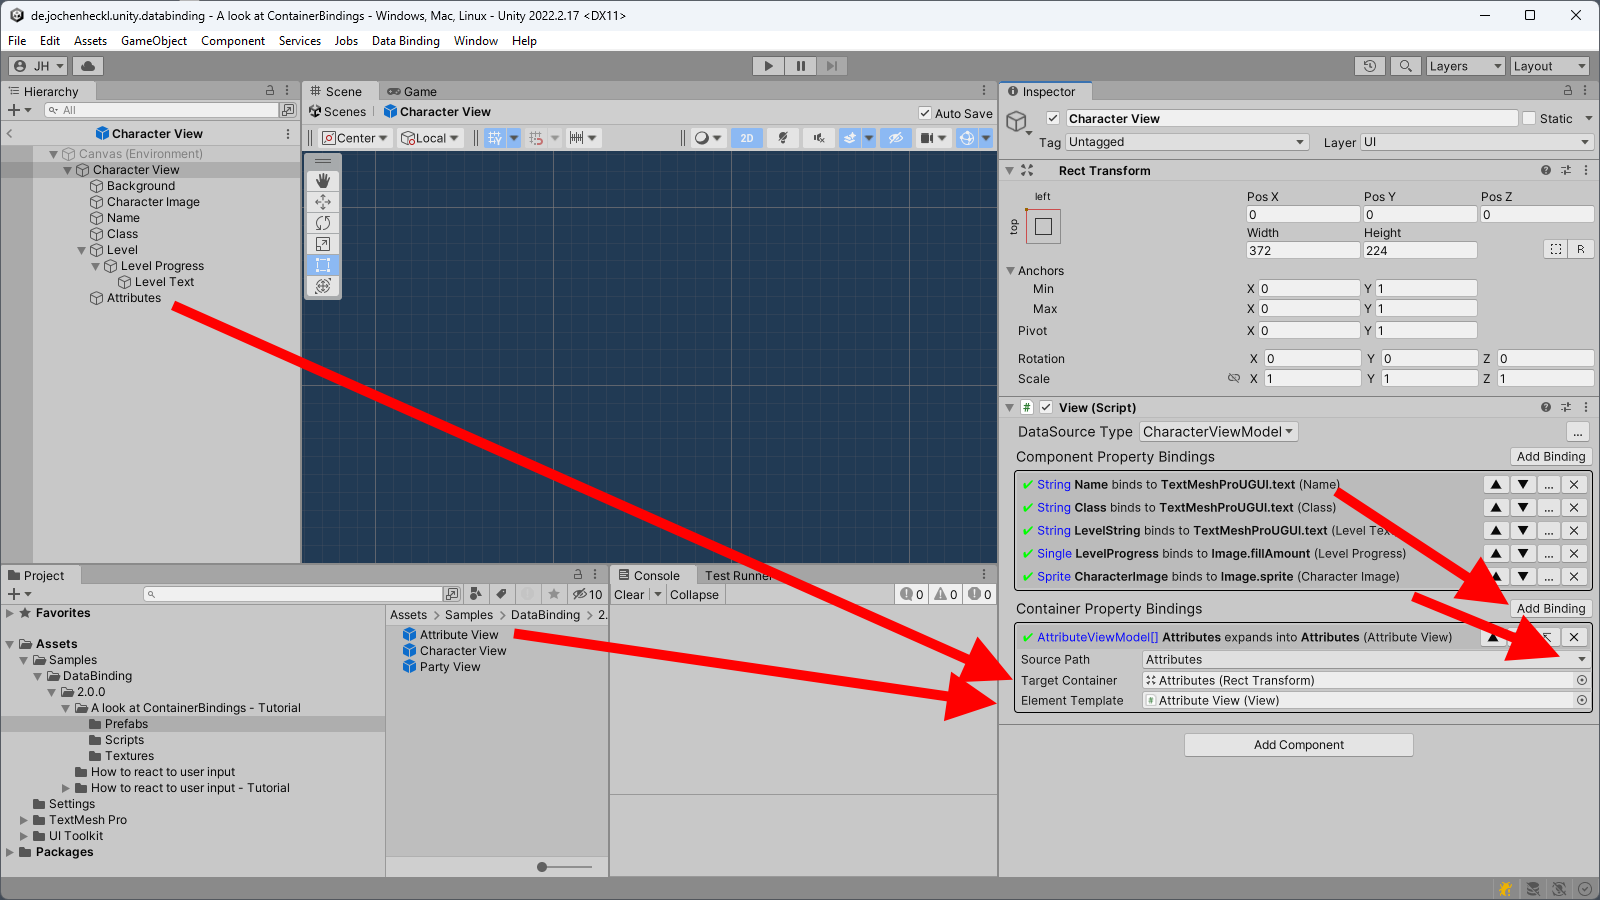 de.jochenheckl.unity.databinding - A look at ContainerBindings - Windows, Mac, Linux - Unity 2022.2.17 <DX11>
File Edit Assets GameObject Component Services Jobs Data Binding Window Help
JH
Layers
Layout
Hierarchy
All
Character View
Canvas (Environment)
Character View
Background
Character Image
Name
Class
Level
Level Progress
Level Text
Attributes
Scene
Game
Scenes
Character View
Auto Save
Center
Local
2D
Project
10
Favorites
Assets
Samples
DataBinding
2.0.0
A look at ContainerBindings - Tutorial
Prefabs
Scripts
Textures
How to react to user input
How to react to user input - Tutorial
Settings
TextMesh Pro
UI Toolkit
Packages
Assets > Samples > DataBinding > 2.
Attribute View
Character View
Party View
Console
Test Runner
Clear
Collapse
0
0
0
Inspector
Character View
Static
Tag Untagged
Layer UI
Rect Transform
left
top
Pos X Pos Y Pos Z
0 0 0
Width Height
372 224
R
Anchors
Min X 0 Y 1
Max X 0 Y 1
Pivot X 0 Y 1
Rotation X 0 Y 0 Z 0
Scale X 1 Y 1 Z 1
# View (Script)
DataSource Type CharacterViewModel ...
Component Property Bindings Add Binding
✓ String Name binds to TextMeshProUGUI.text (Name) ▲ ▼ ... ✕
✓ String Class binds to TextMeshProUGUI.text (Class) ▲ ▼ ... ✕
✓ String LevelString binds to TextMeshProUGUI.text (Level Tex ▲ ▼ ... ✕
✓ Single LevelProgress binds to Image.fillAmount (Level Progress) ▲ ▼ ... ✕
✓ Sprite CharacterImage binds to Image.sprite (Character Image) ▲ ▼ ... ✕
Container Property Bindings Add Binding
✓ AttributeViewModel[] Attributes expands into Attributes (Attribute View) ▲ ✕
Source Path Attributes
Target Container Attributes (Rect Transform)
Element Template # Attribute View (View)
Add Component